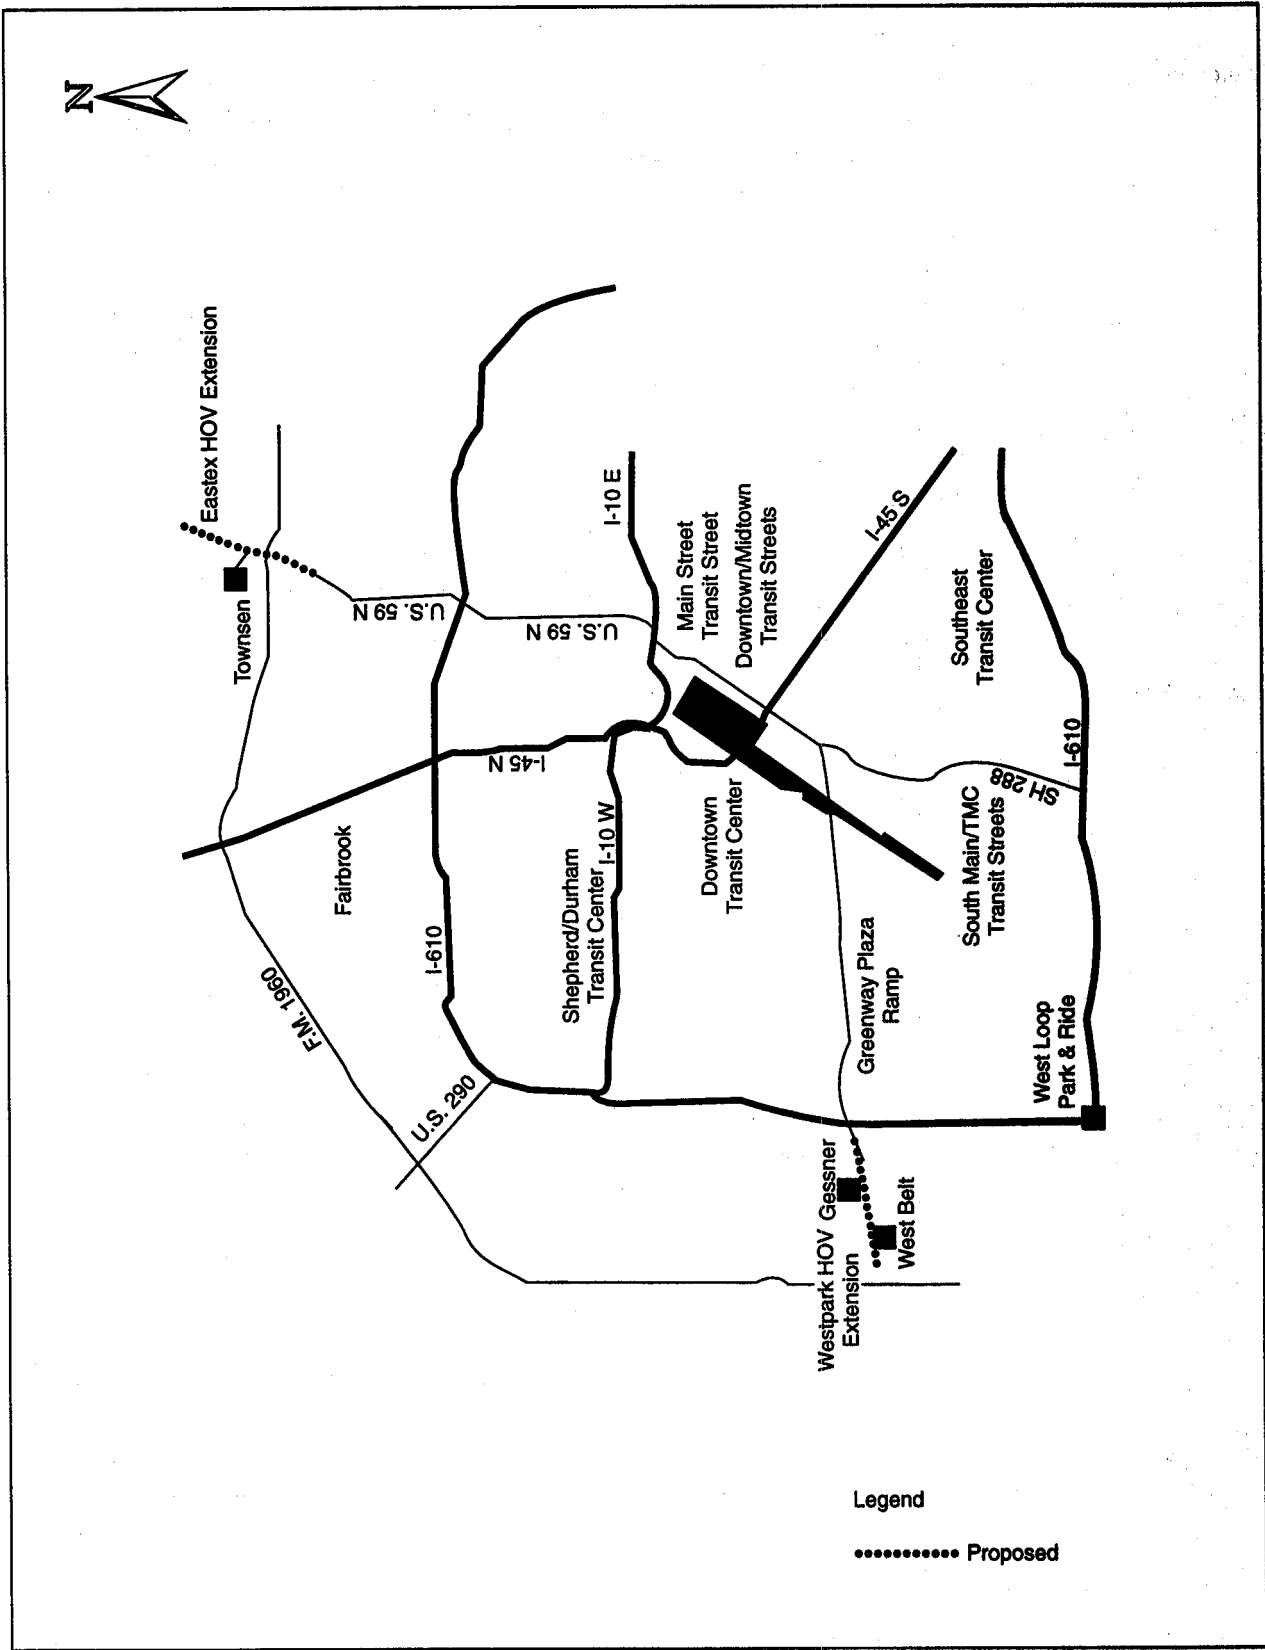 N
Eastex HOV Extension
Townsen
U.S. 59 N
U.S. 59 N
F.M. 1960
Fairbrook
I-45 N
I-610
U.S. 290
I-10 E
I-10 W
Shepherd/Durham
Transit Center
Main Street
Transit Street
Downtown/Midtown
Transit Streets
Downtown
Transit Center
I-45 S
Greenway Plaza
Ramp
Southeast
Transit Center
SH 288
South Main/TMC
Transit Streets
I-610
West Loop
Park & Ride
Westpark HOV
Extension
Gessner
West Belt
Legend
Proposed